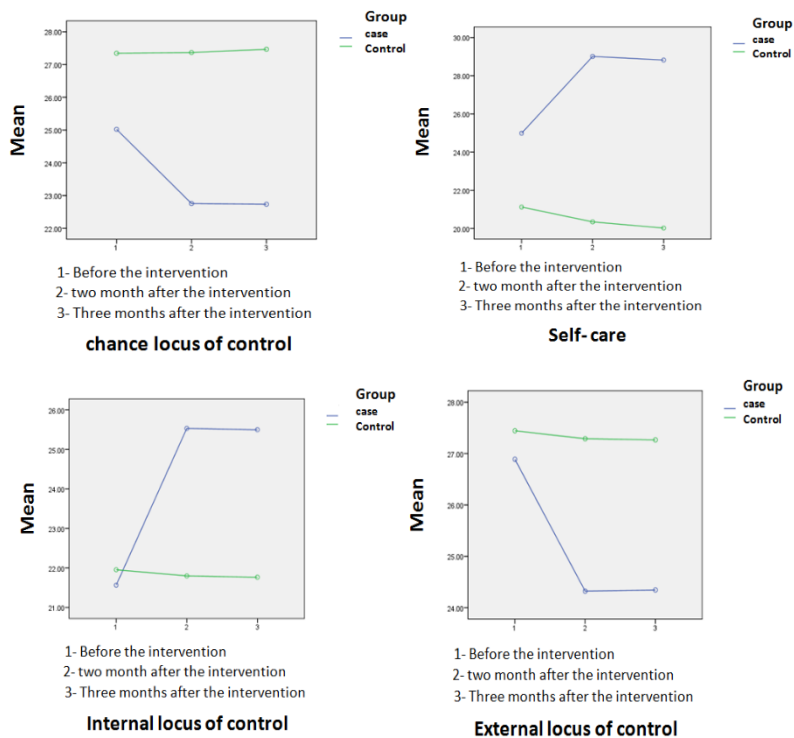 Group
case
Control
28.00
27.00
26.00
25.00
24.00
23.00
22.00
Mean
1
2
3
1- Before the intervention
2- two month after the intervention
3- Three months after the intervention
chance locus of control
Group
case
Control
30.00
28.00
26.00
24.00
22.00
20.00
Mean
1
2
3
1- Before the intervention
2- two month after the intervention
3- Three months after the intervention
Self- care
Group
case
Control
26.00
25.00
24.00
23.00
22.00
21.00
Mean
1
2
3
1- Before the intervention
2- two month after the intervention
3- Three months after the intervention
Internal locus of control
Group
case
Control
28.00
27.00
26.00
25.00
24.00
Mean
1
2
3
1- Before the intervention
2- two month after the intervention
3- Three months after the intervention
External locus of control